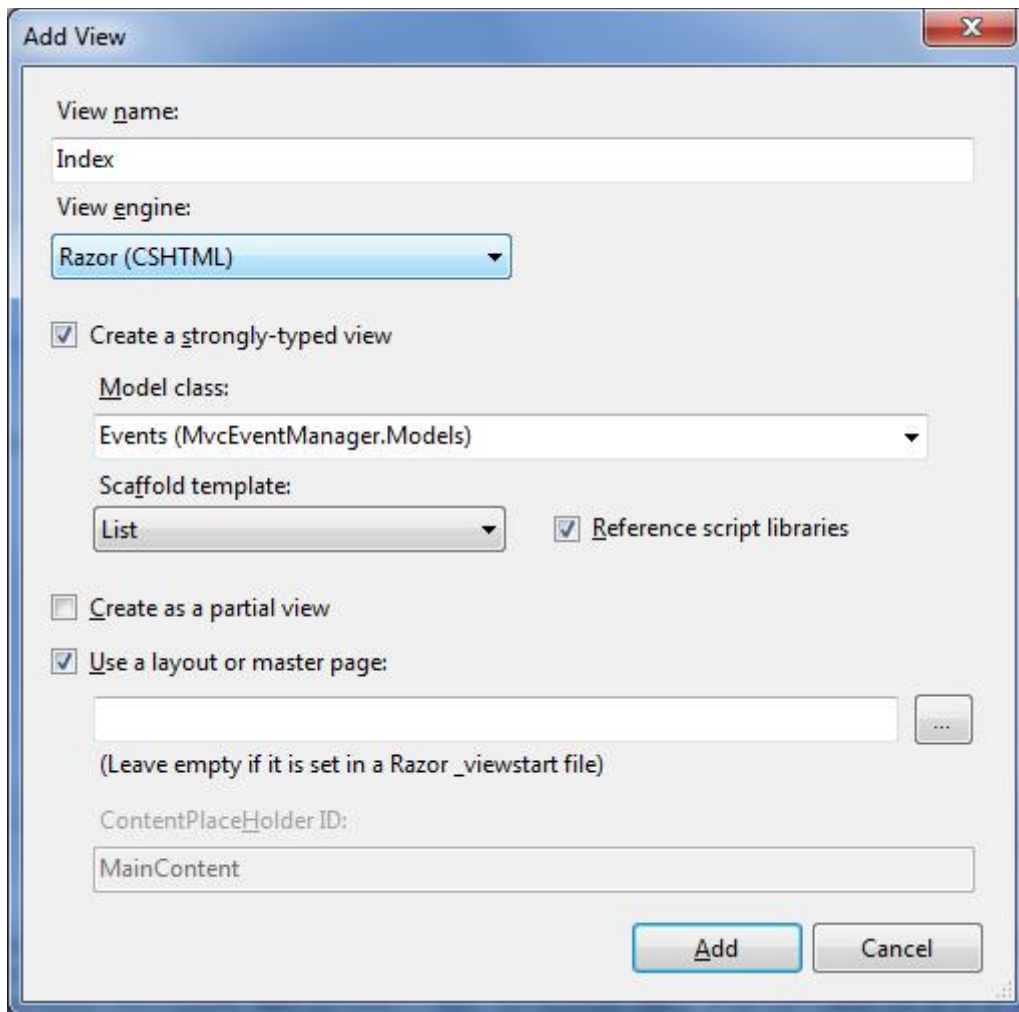 Add View
View name:
Index
View engine:
Razor (CSHTML)
Create a strongly-typed view
Model class:
Events (MvcEventManager.Models)
Scaffold template:
List
Reference script libraries
Create as a partial view
Use a layout or master page:
...
(Leave empty if it is set in a Razor _viewstart file)
ContentPlaceHolder ID:
MainContent
Add
Cancel